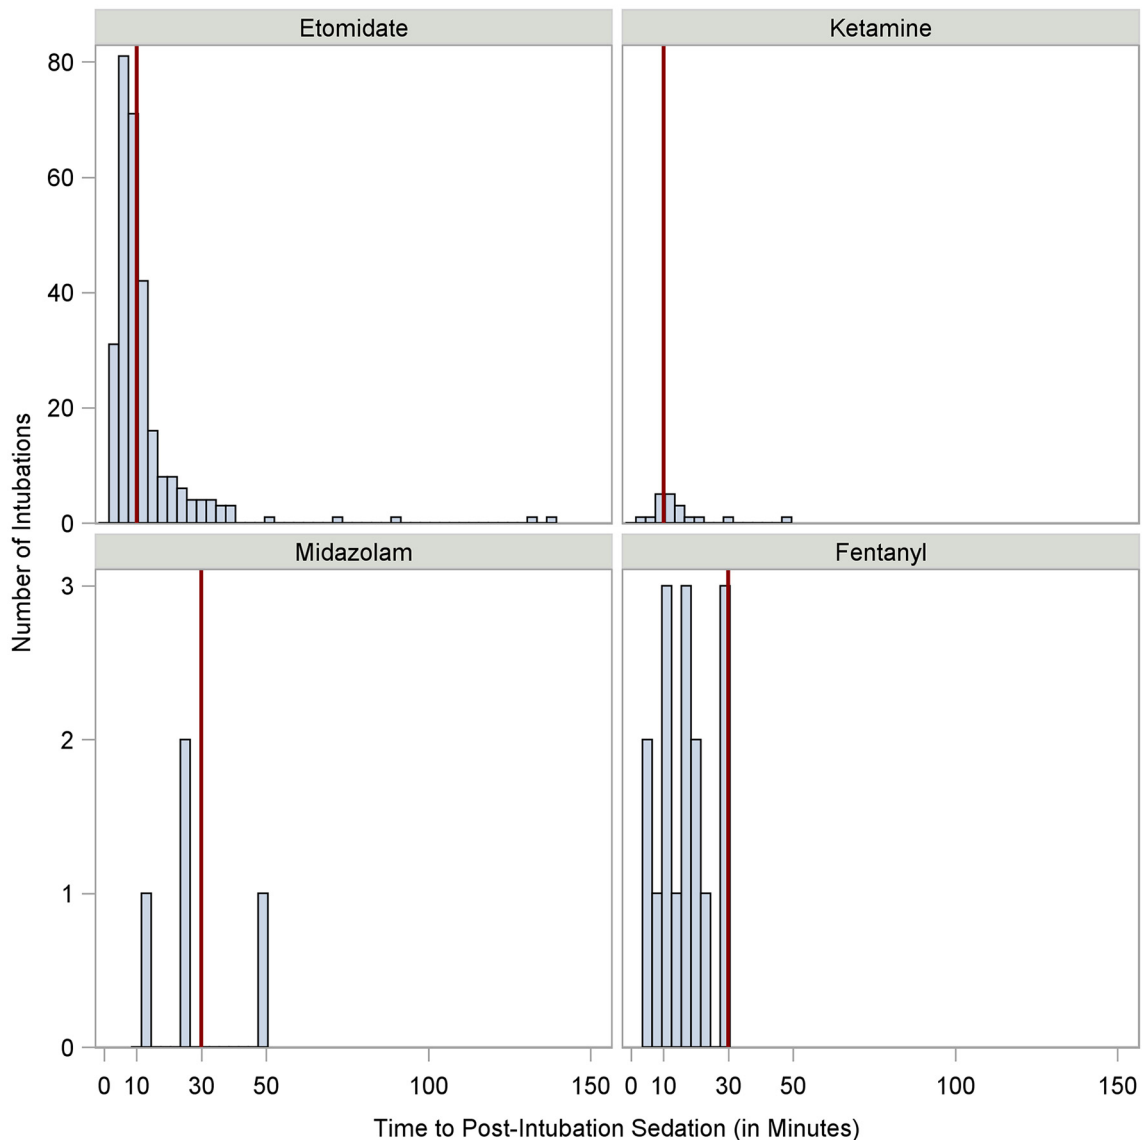 Etomidate Ketamine
80
60
40
20
0
Number of Intubations
Midazolam Fentanyl
3
2
1
0
0 10 30 50 100 150 0 10 30 50 100 150
Time to Post-Intubation Sedation (in Minutes)